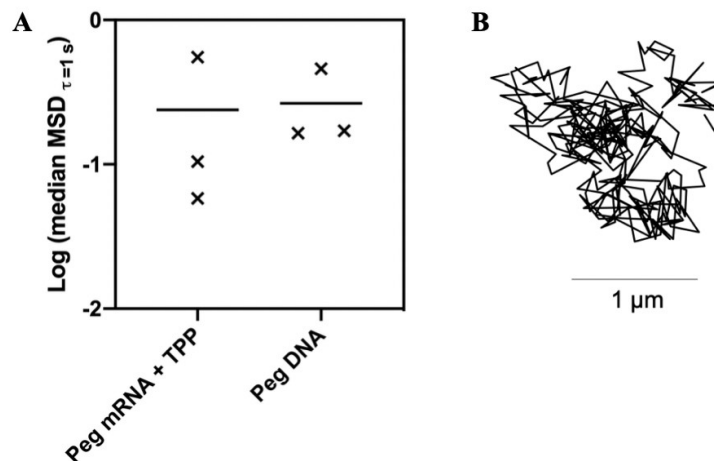 A
B
0
-1
-2
Log (median MSD τ=1 s)
Peg mRNA + TPP
Peg DNA
1 μm